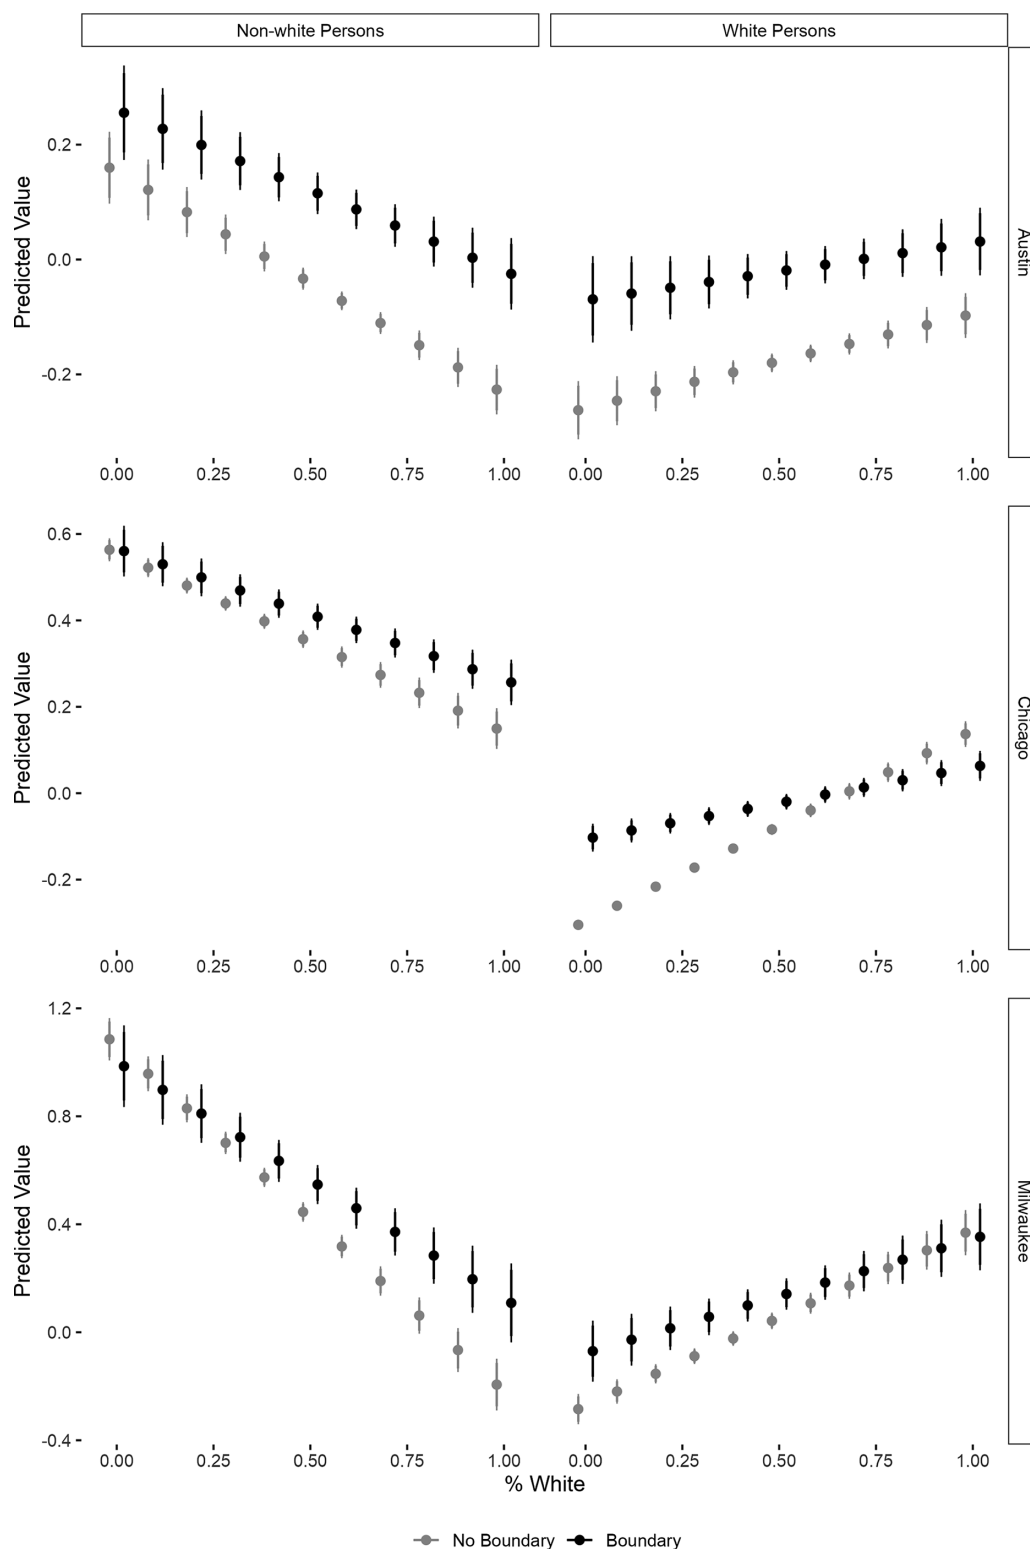 Non-white Persons White Persons
0.2
0.0
-0.2
Predicted Value
Austin
0.00 0.25 0.50 0.75 1.00 0.00 0.25 0.50 0.75 1.00
0.6
0.4
0.2
0.0
-0.2
Predicted Value
Chicago
0.00 0.25 0.50 0.75 1.00 0.00 0.25 0.50 0.75 1.00
1.2
0.8
0.4
0.0
-0.4
Predicted Value
Milwaukee
0.00 0.25 0.50 0.75 1.00 0.00 0.25 0.50 0.75 1.00
% White
No Boundary Boundary